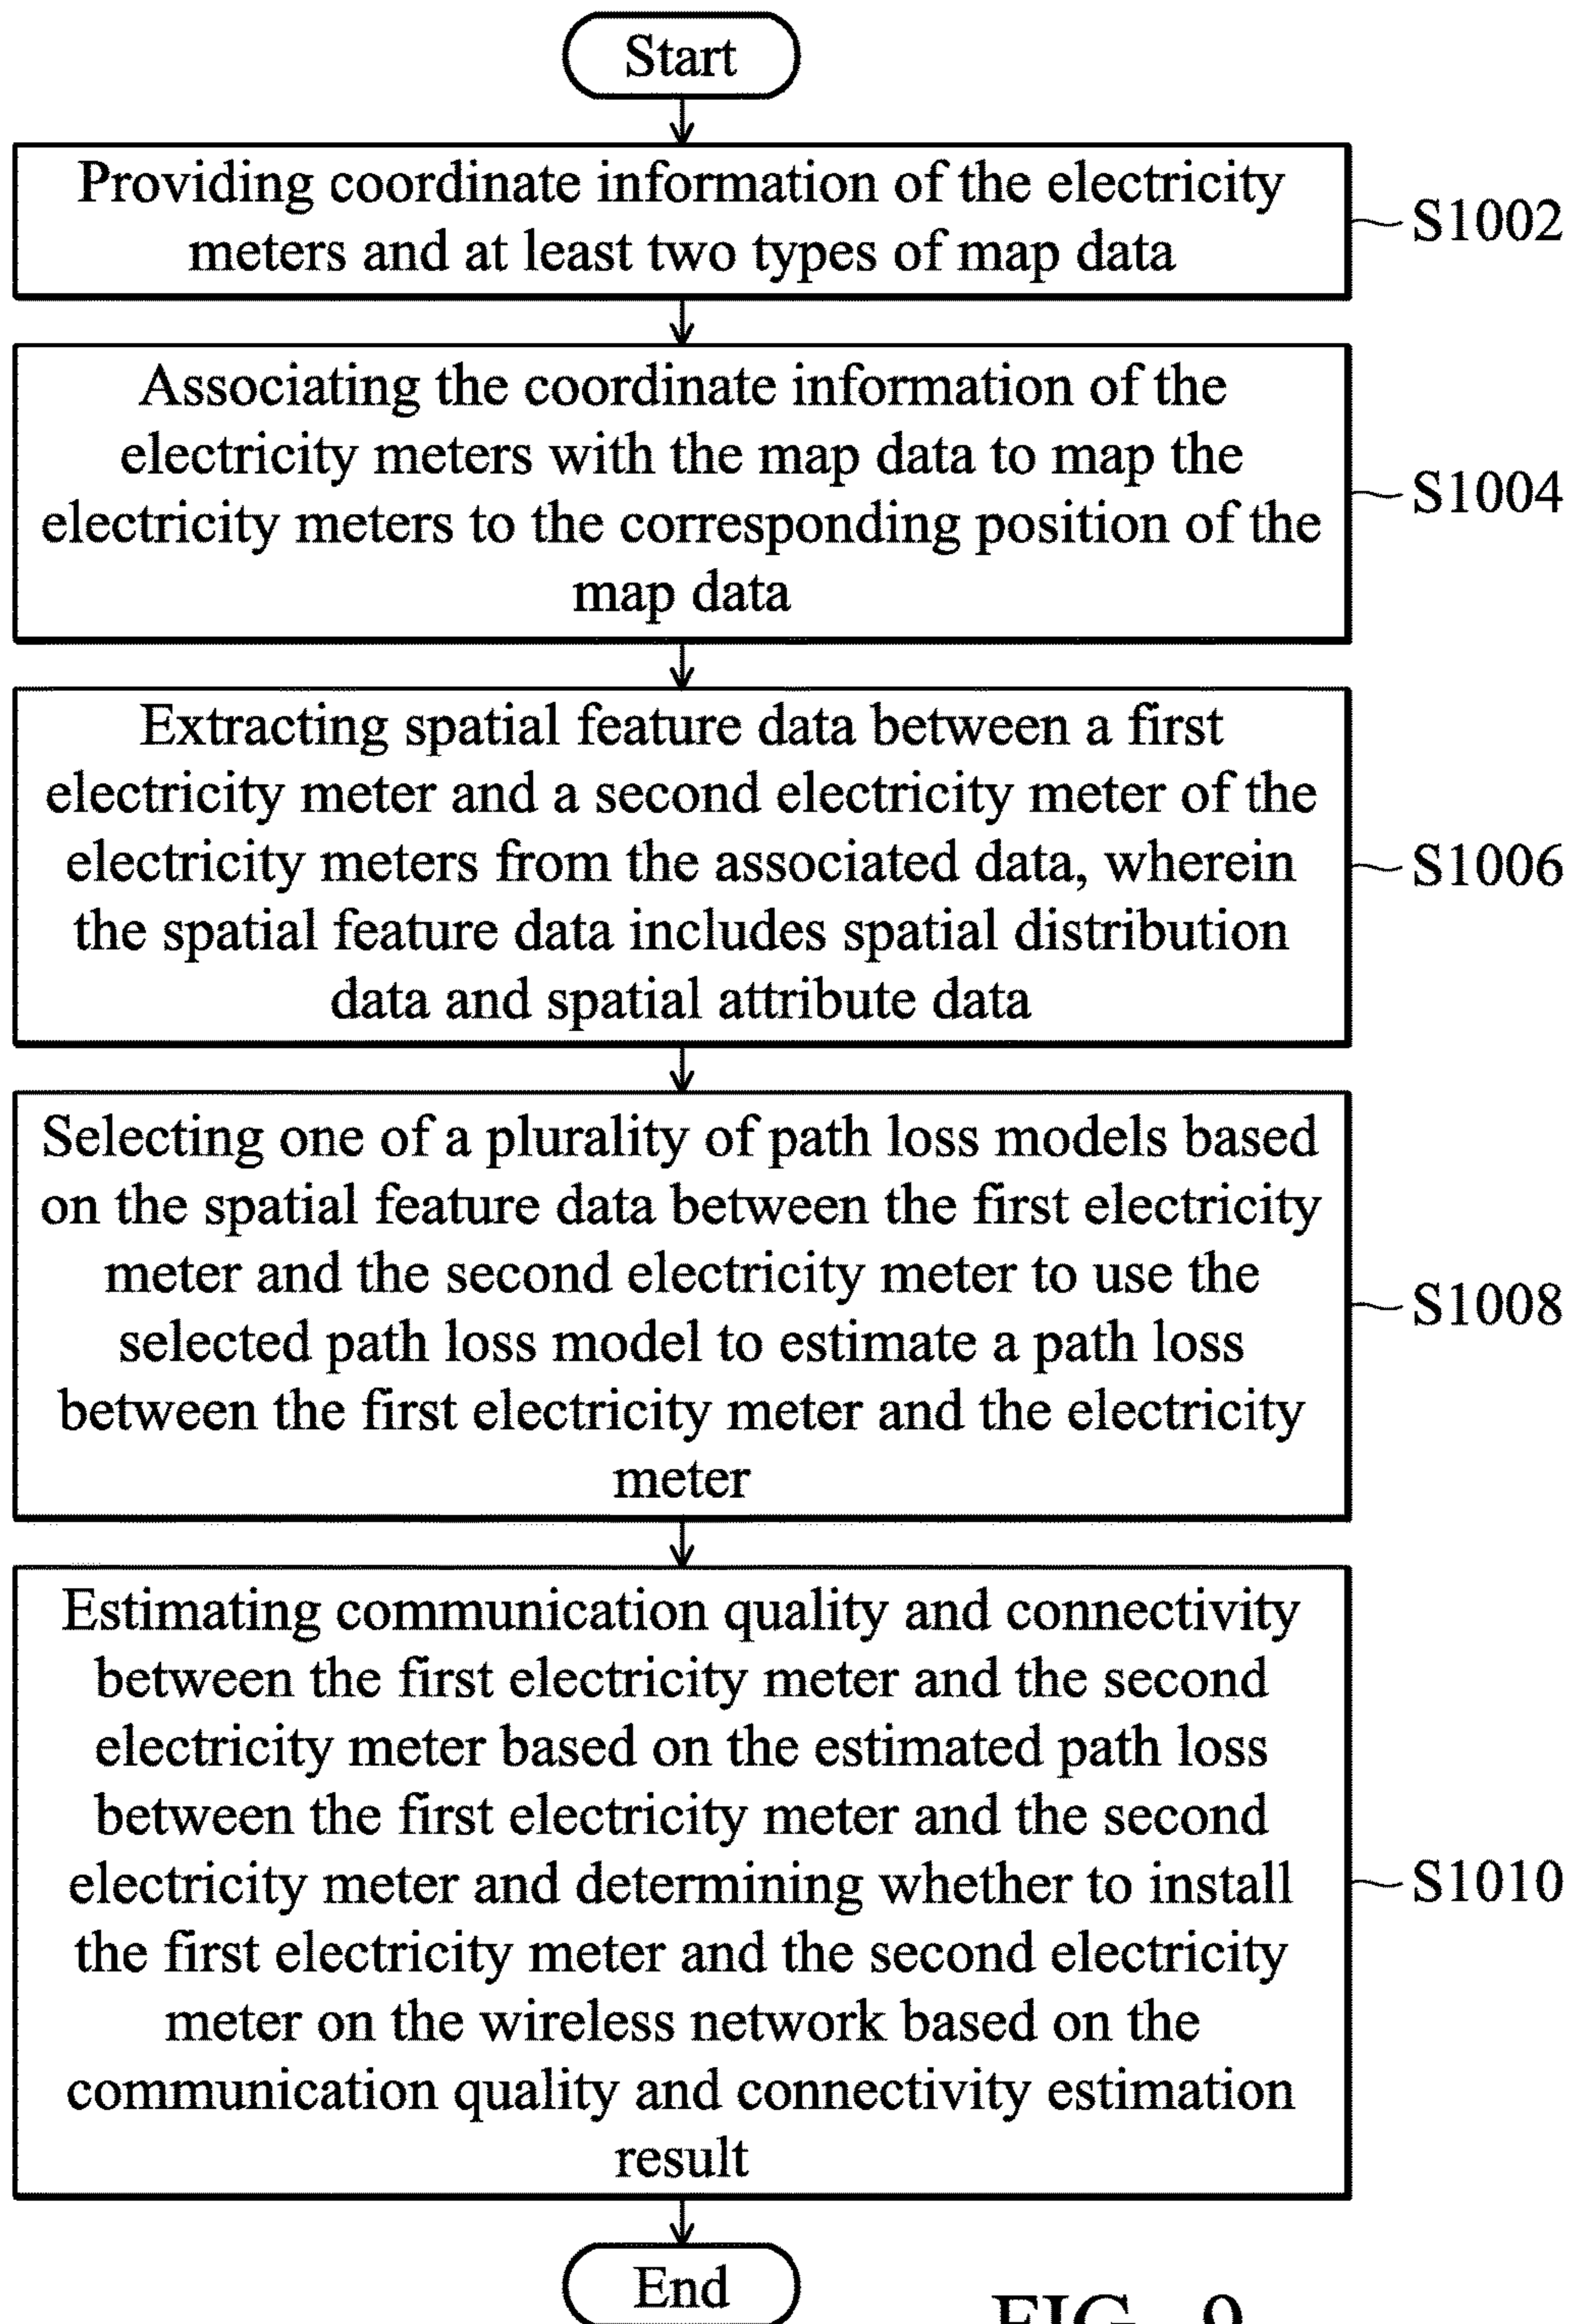 Start
Providing coordinate information of the electricity
meters and at least two types of map data
S1002
Associating the coordinate information of the
electricity meters with the map data to map the
electricity meters to the corresponding position of the
map data
S1004
Extracting spatial feature data between a first
electricity meter and a second electricity meter of the
electricity meters from the associated data, wherein
the spatial feature data includes spatial distribution
data and spatial attribute data
S1006
Selecting one of a plurality of path loss models based
on the spatial feature data between the first electricity
meter and the second electricity meter to use the
selected path loss model to estimate a path loss
between the first electricity meter and the electricity
meter
S1008
Estimating communication quality and connectivity
between the first electricity meter and the second
electricity meter based on the estimated path loss
between the first electricity meter and the second
electricity meter and determining whether to install
the first electricity meter and the second electricity
meter on the wireless network based on the
communication quality and connectivity estimation
result
S1010
End
FIG. 9